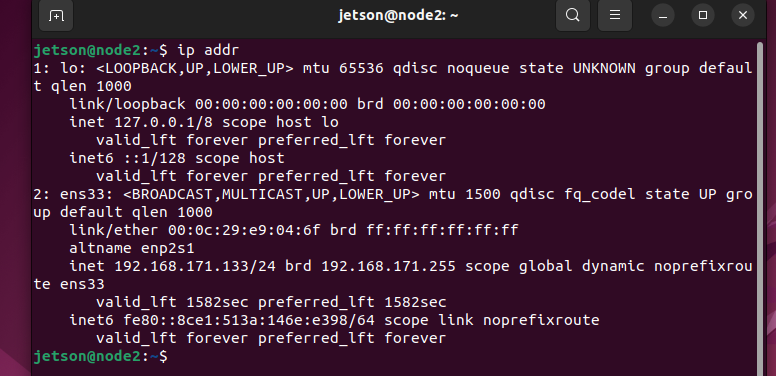 jetson@node2: ~
jetson@node2:~$ ip addr
1: lo: <LOOPBACK,UP,LOWER_UP> mtu 65536 qdisc noqueue state UNKNOWN group defaul
t qlen 1000
    link/loopback 00:00:00:00:00:00 brd 00:00:00:00:00:00
    inet 127.0.0.1/8 scope host lo
       valid_lft forever preferred_lft forever
    inet6 ::1/128 scope host
       valid_lft forever preferred_lft forever
2: ens33: <BROADCAST,MULTICAST,UP,LOWER_UP> mtu 1500 qdisc fq_codel state UP gro
up default qlen 1000
    link/ether 00:0c:29:e9:04:6f brd ff:ff:ff:ff:ff:ff
    altname enp2s1
    inet 192.168.171.133/24 brd 192.168.171.255 scope global dynamic noprefixrou
te ens33
       valid_lft 1582sec preferred_lft 1582sec
    inet6 fe80::8ce1:513a:146e:e398/64 scope link noprefixroute
       valid_lft forever preferred_lft forever
jetson@node2:~$